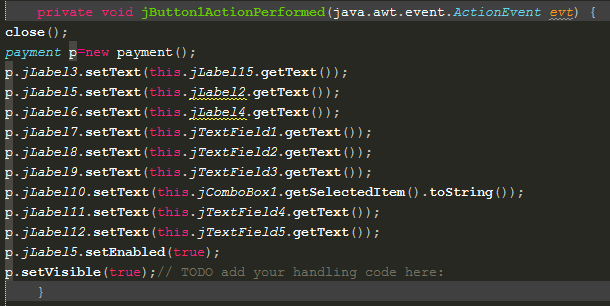 private void jButton1ActionPerformed(java.awt.event.ActionEvent evt) {
close();
payment p=new payment();
p.jLabel3.setText(this.jLabel15.getText());
p.jLabel5.setText(this.jLabel2.getText());
p.jLabel6.setText(this.jLabel4.getText());
p.jLabel7.setText(this.jTextField1.getText());
p.jLabel8.setText(this.jTextField2.getText());
p.jLabel9.setText(this.jTextField3.getText());
p.jLabel10.setText(this.jComboBox1.getSelectedItem().toString());
p.jLabel11.setText(this.jTextField4.getText());
p.jLabel12.setText(this.jTextField5.getText());
p.jLabel5.setEnabled(true);
p.setVisible(true);// TODO add your handling code here:
}